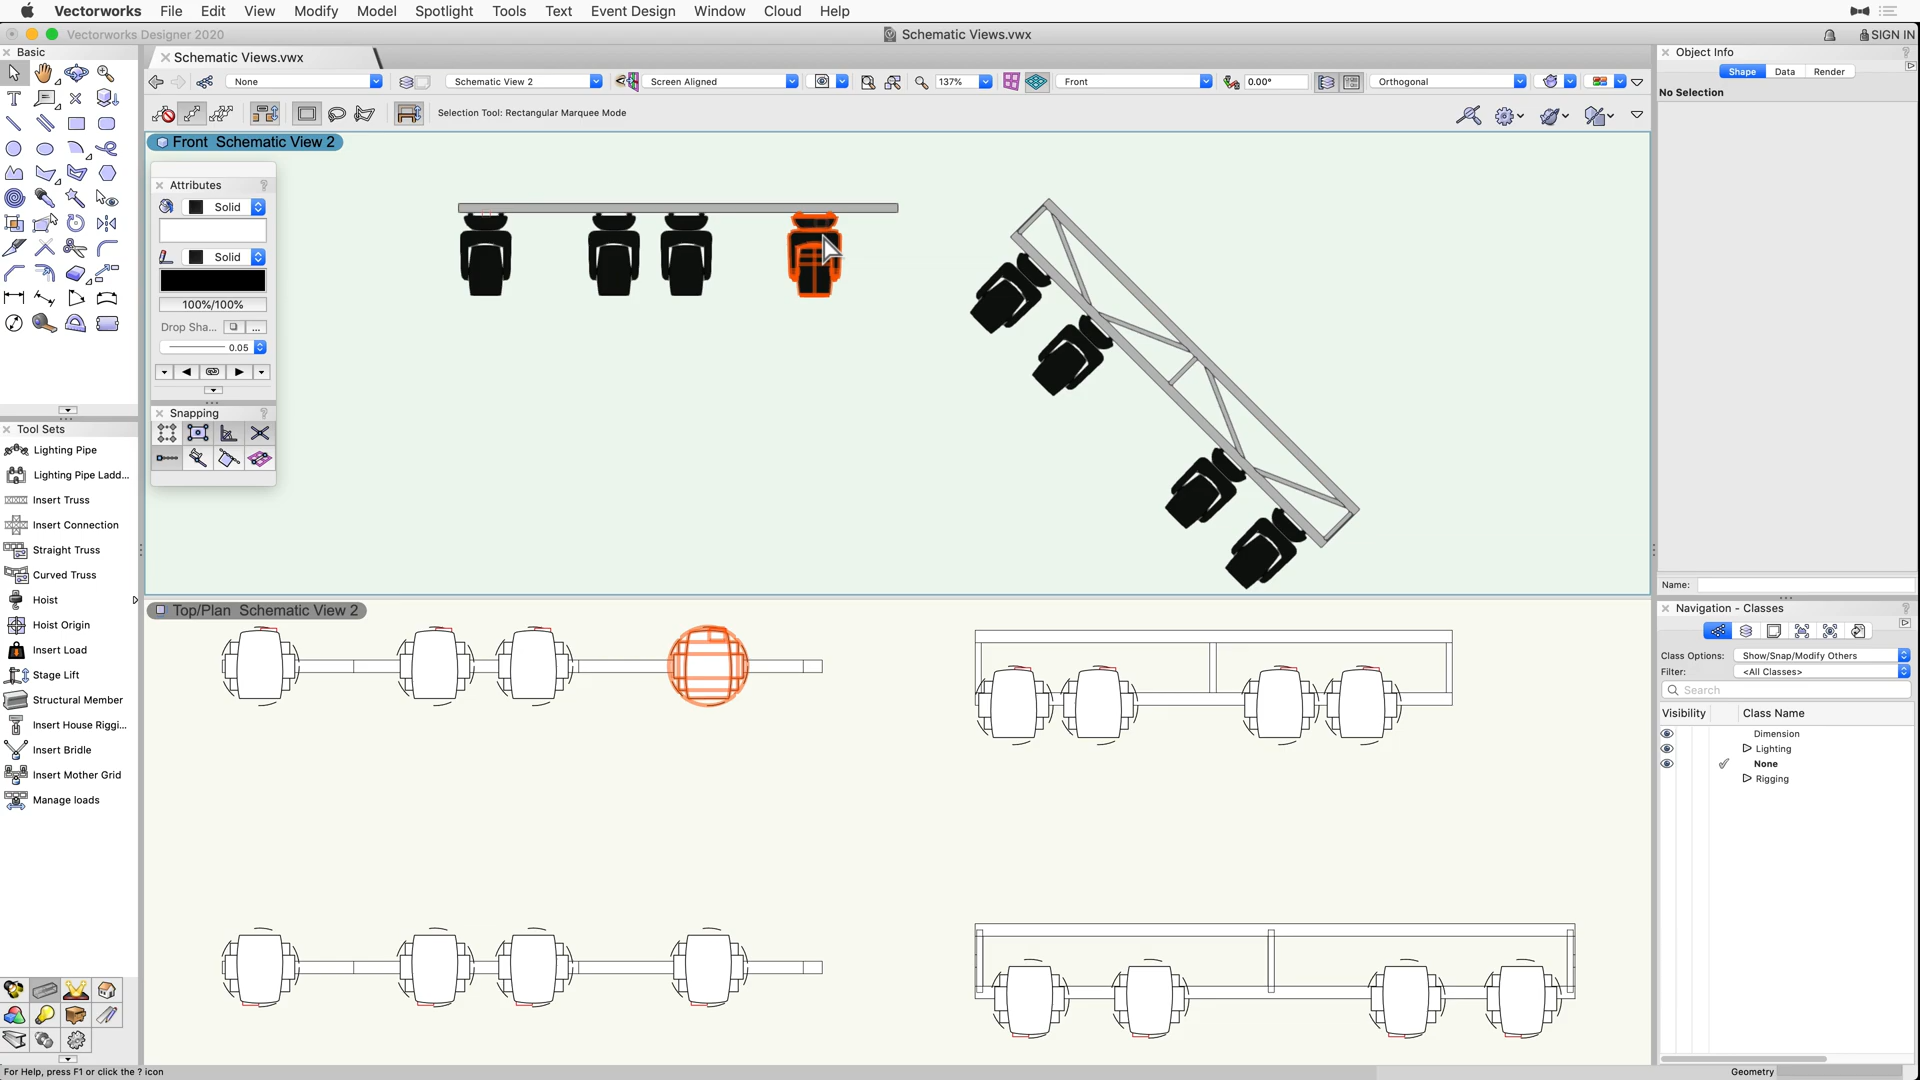 Vectorworks File Edit View Modify Model Spotlight Tools Text Event Design Window Cloud Help
Vectorworks Designer 2020
Schematic Views.vwx
SIGN IN
Basic
Schematic Views.vwx
Object Info
None
Schematic View 2
Screen Aligned
137%
Front
0.00°
Orthogonal
Shape Data Render
No Selection
Selection Tool: Rectangular Marquee Mode
Front Schematic View 2
Attributes
?
Solid
Solid
100%/100%
Drop Sha...
...
0.05
Snapping
?
Tool Sets
Lighting Pipe
Lighting Pipe Ladd...
Insert Truss
Insert Connection
Straight Truss
Curved Truss
Hoist
Hoist Origin
Insert Load
Stage Lift
Structural Member
Insert House Riggi...
Insert Bridle
Insert Mother Grid
Manage loads
Top/Plan Schematic View 2
Name:
Navigation - Classes
?
Class Options: Show/Snap/Modify Others
Filter: <All Classes>
Search
Visibility Class Name
Dimension
Lighting
None
Rigging
For Help, press F1 or click the ? icon
Geometry